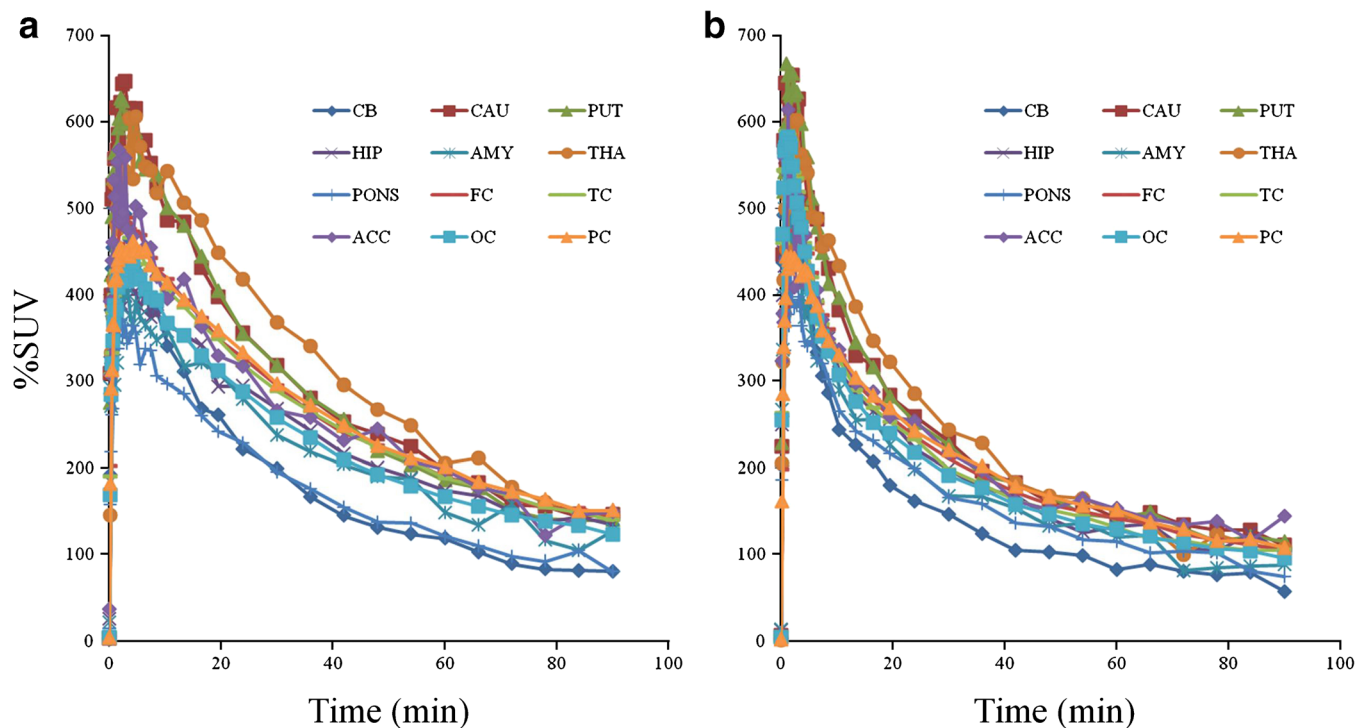 a
b
700
600
500
400
300
200
100
0
%SUV
CB CAU PUT
HIP AMY THA
PONS FC TC
ACC OC PC
0 20 40 60 80 100
Time (min)
700
600
500
400
300
200
100
0
CB CAU PUT
HIP AMY THA
PONS FC TC
ACC OC PC
0 20 40 60 80 100
Time (min)